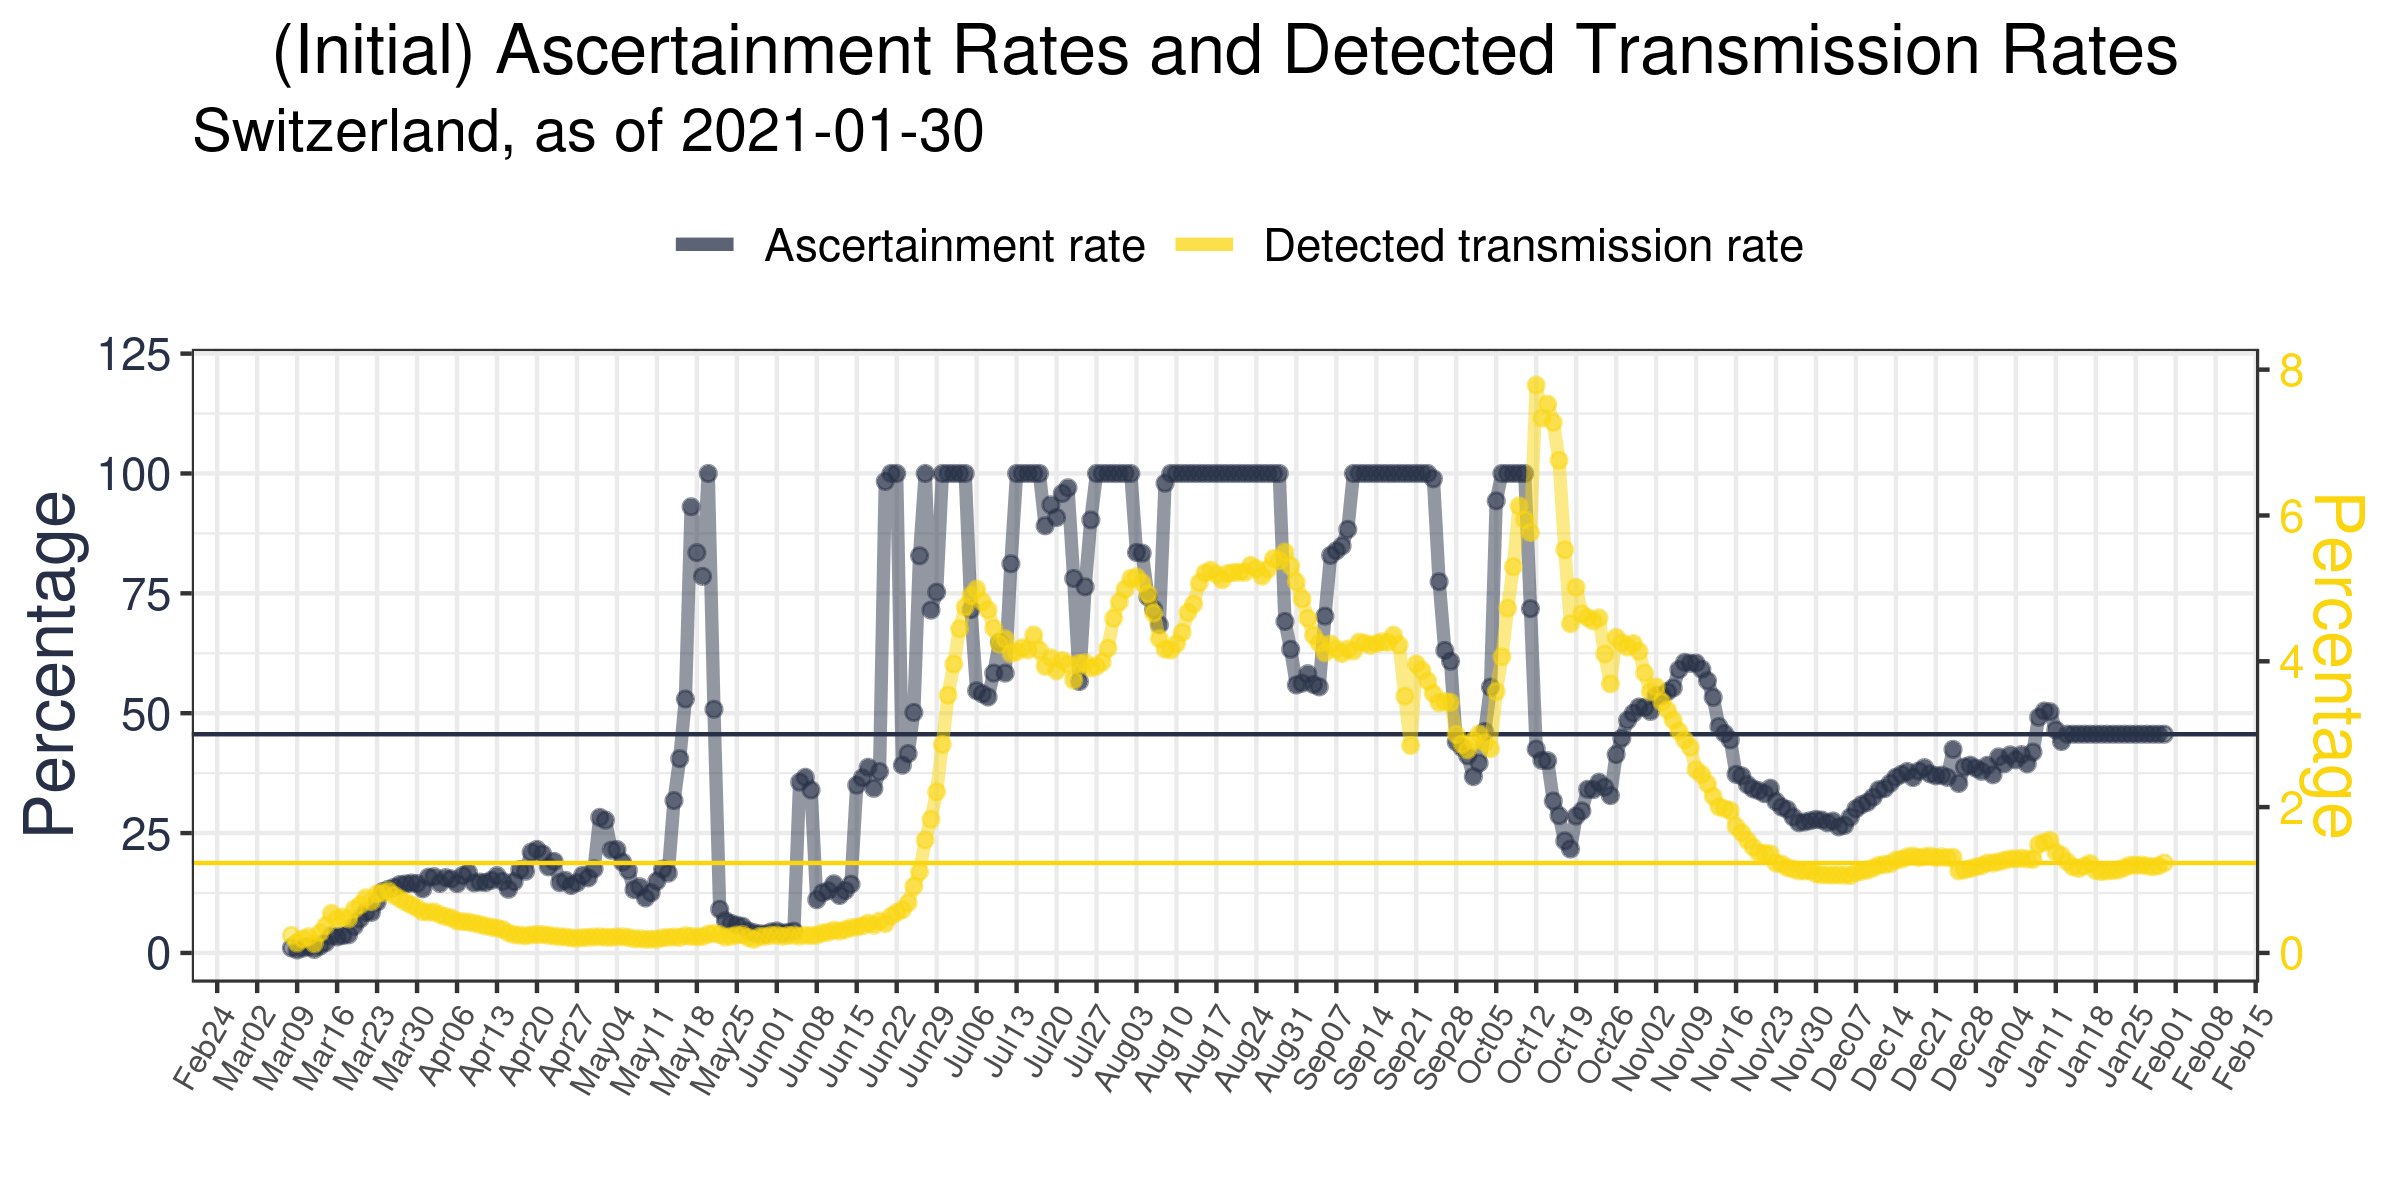 (Initial) Ascertainment Rates and Detected Transmission Rates
Switzerland, as of 2021-01-30
Ascertainment rate
Detected transmission rate
Percentage
125
100
75
50
25
0
8
6
4
2
0
Percentage
Feb24
Mar02
Mar09
Mar16
Mar23
Mar30
Apr06
Apr13
Apr20
Apr27
May04
May11
May18
May25
Jun01
Jun08
Jun15
Jun22
Jun29
Jul06
Jul13
Jul20
Jul27
Aug03
Aug10
Aug17
Aug24
Aug31
Sep07
Sep14
Sep21
Sep28
Oct05
Oct12
Oct19
Oct26
Nov02
Nov09
Nov16
Nov23
Nov30
Dec07
Dec14
Dec21
Dec28
Jan04
Jan11
Jan18
Jan25
Feb01
Feb08
Feb15